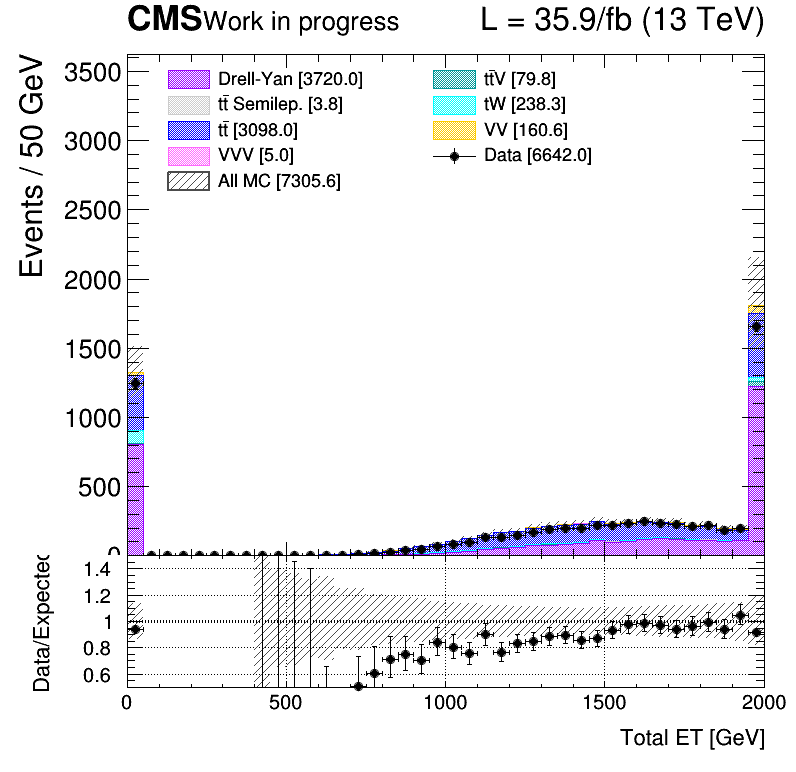 CMS Work in progress L = 35.9/fb (13 TeV)
Events / 50 GeV
3500
3000
2500
2000
1500
1000
500
0
Drell-Yan [3720.0]
tt̄ Semilep. [3.8]
tt̄ [3098.0]
VVV [5.0]
All MC [7305.6]
tt̄V [79.8]
tW [238.3]
VV [160.6]
Data [6642.0]
Data/Expected
1.4
1.2
1
0.8
0.6
0 500 1000 1500 2000
Total ET [GeV]